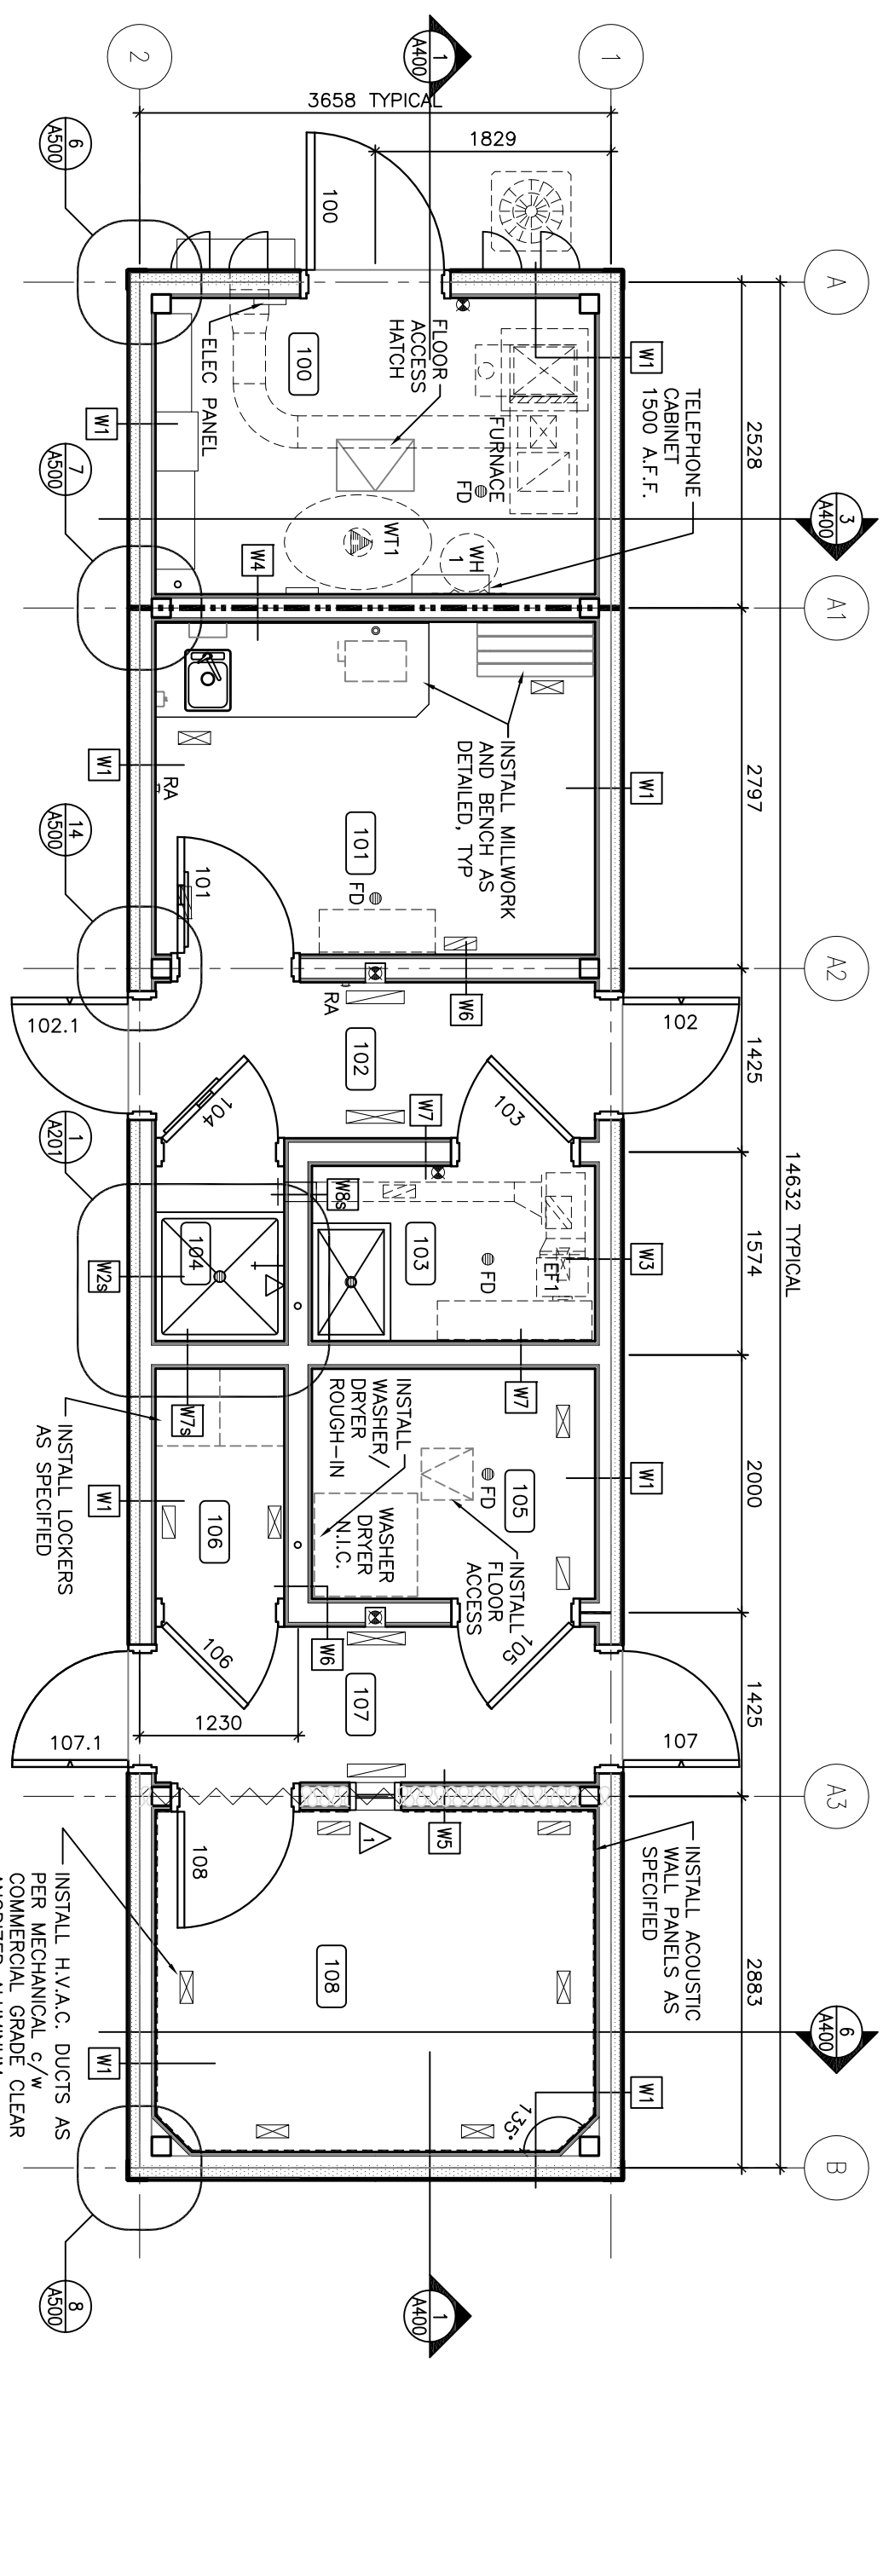 14632 TYPICAL
A
A1
A2
A3
B
2528
2797
1425
1574
2000
1425
2883
3
A400
6
A400
TELEPHONE
CABINET
1500 A.F.F.
INSTALL ACOUSTIC
WALL PANELS AS
SPECIFIED
W1
W1
W3
W1
W1
102
107
1
2
3658 TYPICAL
1829
1
A400
1
A400
100
100
FLOOR
ACCESS
HATCH
FURNACE
FD
WH
1
WT1
ELEC PANEL
W4
INSTALL MILLWORK
AND BENCH AS
DETAILED, TYP
101
FD
101
RA
W6
RA
102
103
W7
103
FD
EF1
W7
W8s
104
104
1
105
FD
INSTALL
FLOOR
ACCESS
105
INSTALL
WASHER/
DRYER
ROUGH-IN
WASHER
DRYER
N.I.C.
106
106
W6
107
1230
W5
1
108
108
135°
W1
W1
102.1
W2s
W7s
W1
107.1
W1
6
A500
7
A500
14
A500
1
A201
8
A500
INSTALL LOCKERS
AS SPECIFIED
INSTALL H.V.A.C. DUCTS AS
PER MECHANICAL c/w
COMMERCIAL GRADE CLEAR